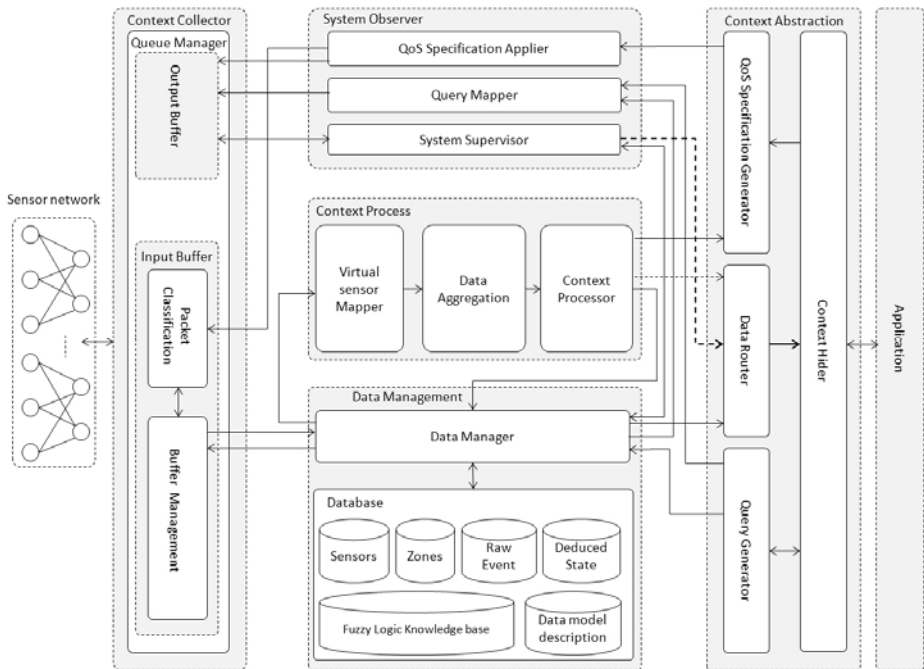 Context Collector
System Observer
Context Abstraction
Queue Manager
Output Buffer
QoS Specification Applier
Query Mapper
System Supervisor
QoS Specification Generator
Sensor network
Context Process
Input Buffer
Virtual
sensor
Mapper
Data
Aggregation
Context
Processor
Packet
Classification
Data Router
Context Hider
Application
Data Management
Data Manager
Buffer Management
Query Generator
Database
Sensors
Zones
Raw
Event
Deduced
State
Fuzzy Logic Knowledge base
Data model
description